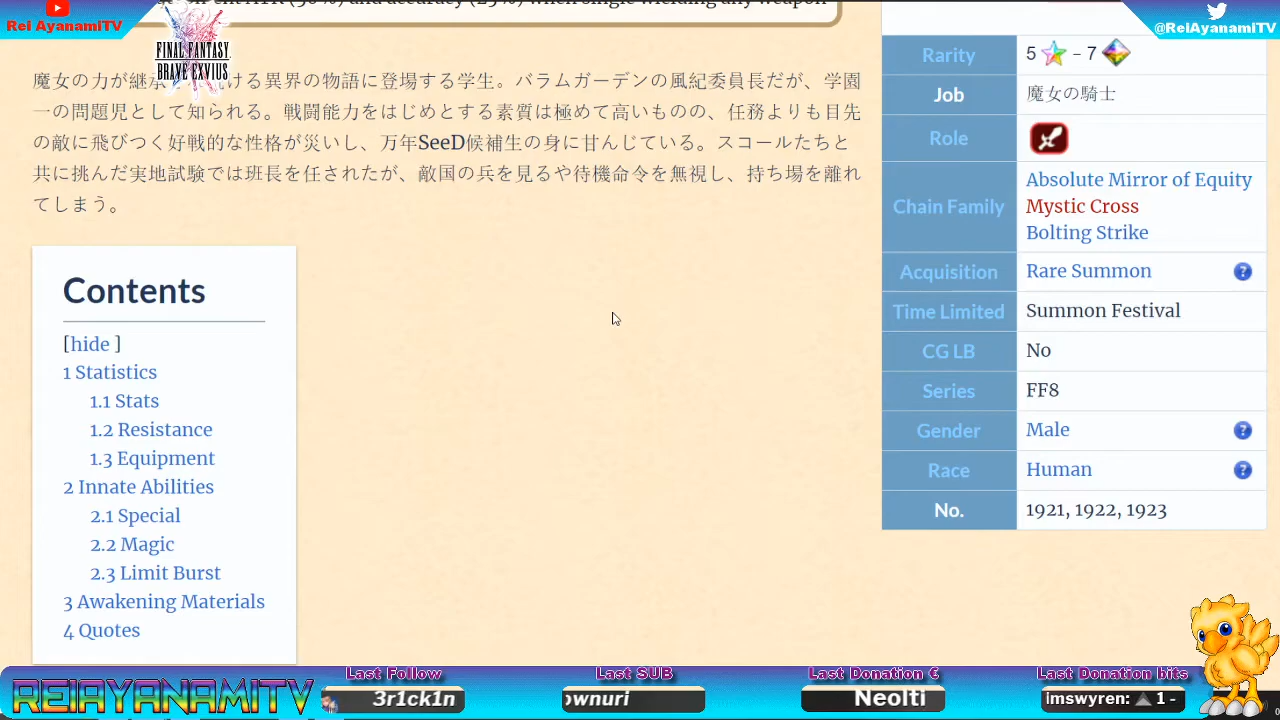 Rei AyanamiTV
FINAL FANTASY
BRAVE EXVIUS
@ReiAyanamiTV
and accuracy (25%) when single wielding any weapon
魔女の力が継承 ける異界の物語に登場する学生。バラムガーデンの風紀委員長だが、学園
一の問題児として知られる。戦闘能力をはじめとする素質は極めて高いものの、任務よりも目先
の敵に飛びつく好戦的な性格が災いし、万年SeeD候補生の身に甘んじている。スコールたちと
共に挑んだ実地試験では班長を任されたが、敵国の兵を見るや待機命令を無視し、持ち場を離れ
てしまう。
Contents
[hide ]
1 Statistics
1.1 Stats
1.2 Resistance
1.3 Equipment
2 Innate Abilities
2.1 Special
2.2 Magic
2.3 Limit Burst
3 Awakening Materials
4 Quotes
Rarity 5 - 7
Job 魔女の騎士
Role
Chain Family Absolute Mirror of Equity
Mystic Cross
Bolting Strike
Acquisition Rare Summon ?
Time Limited Summon Festival
CG LB No
Series FF8
Gender Male ?
Race Human ?
No. 1921, 1922, 1923
REIAYANAMITV
Last Follow
3r1ck1n
Last SUB
ownuri
Last Donation €
Neolti
Last Donation bits
imswyren: 1 -